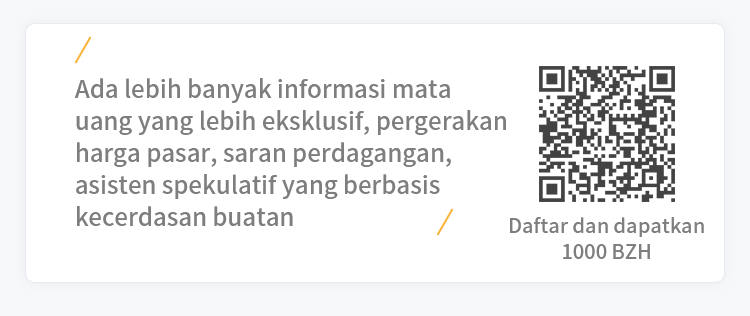 Ada lebih banyak informasi mata
uang yang lebih eksklusif, pergerakan
harga pasar, saran perdagangan,
asisten spekulatif yang berbasis
kecerdasan buatan
Daftar dan dapatkan
1000 BZH